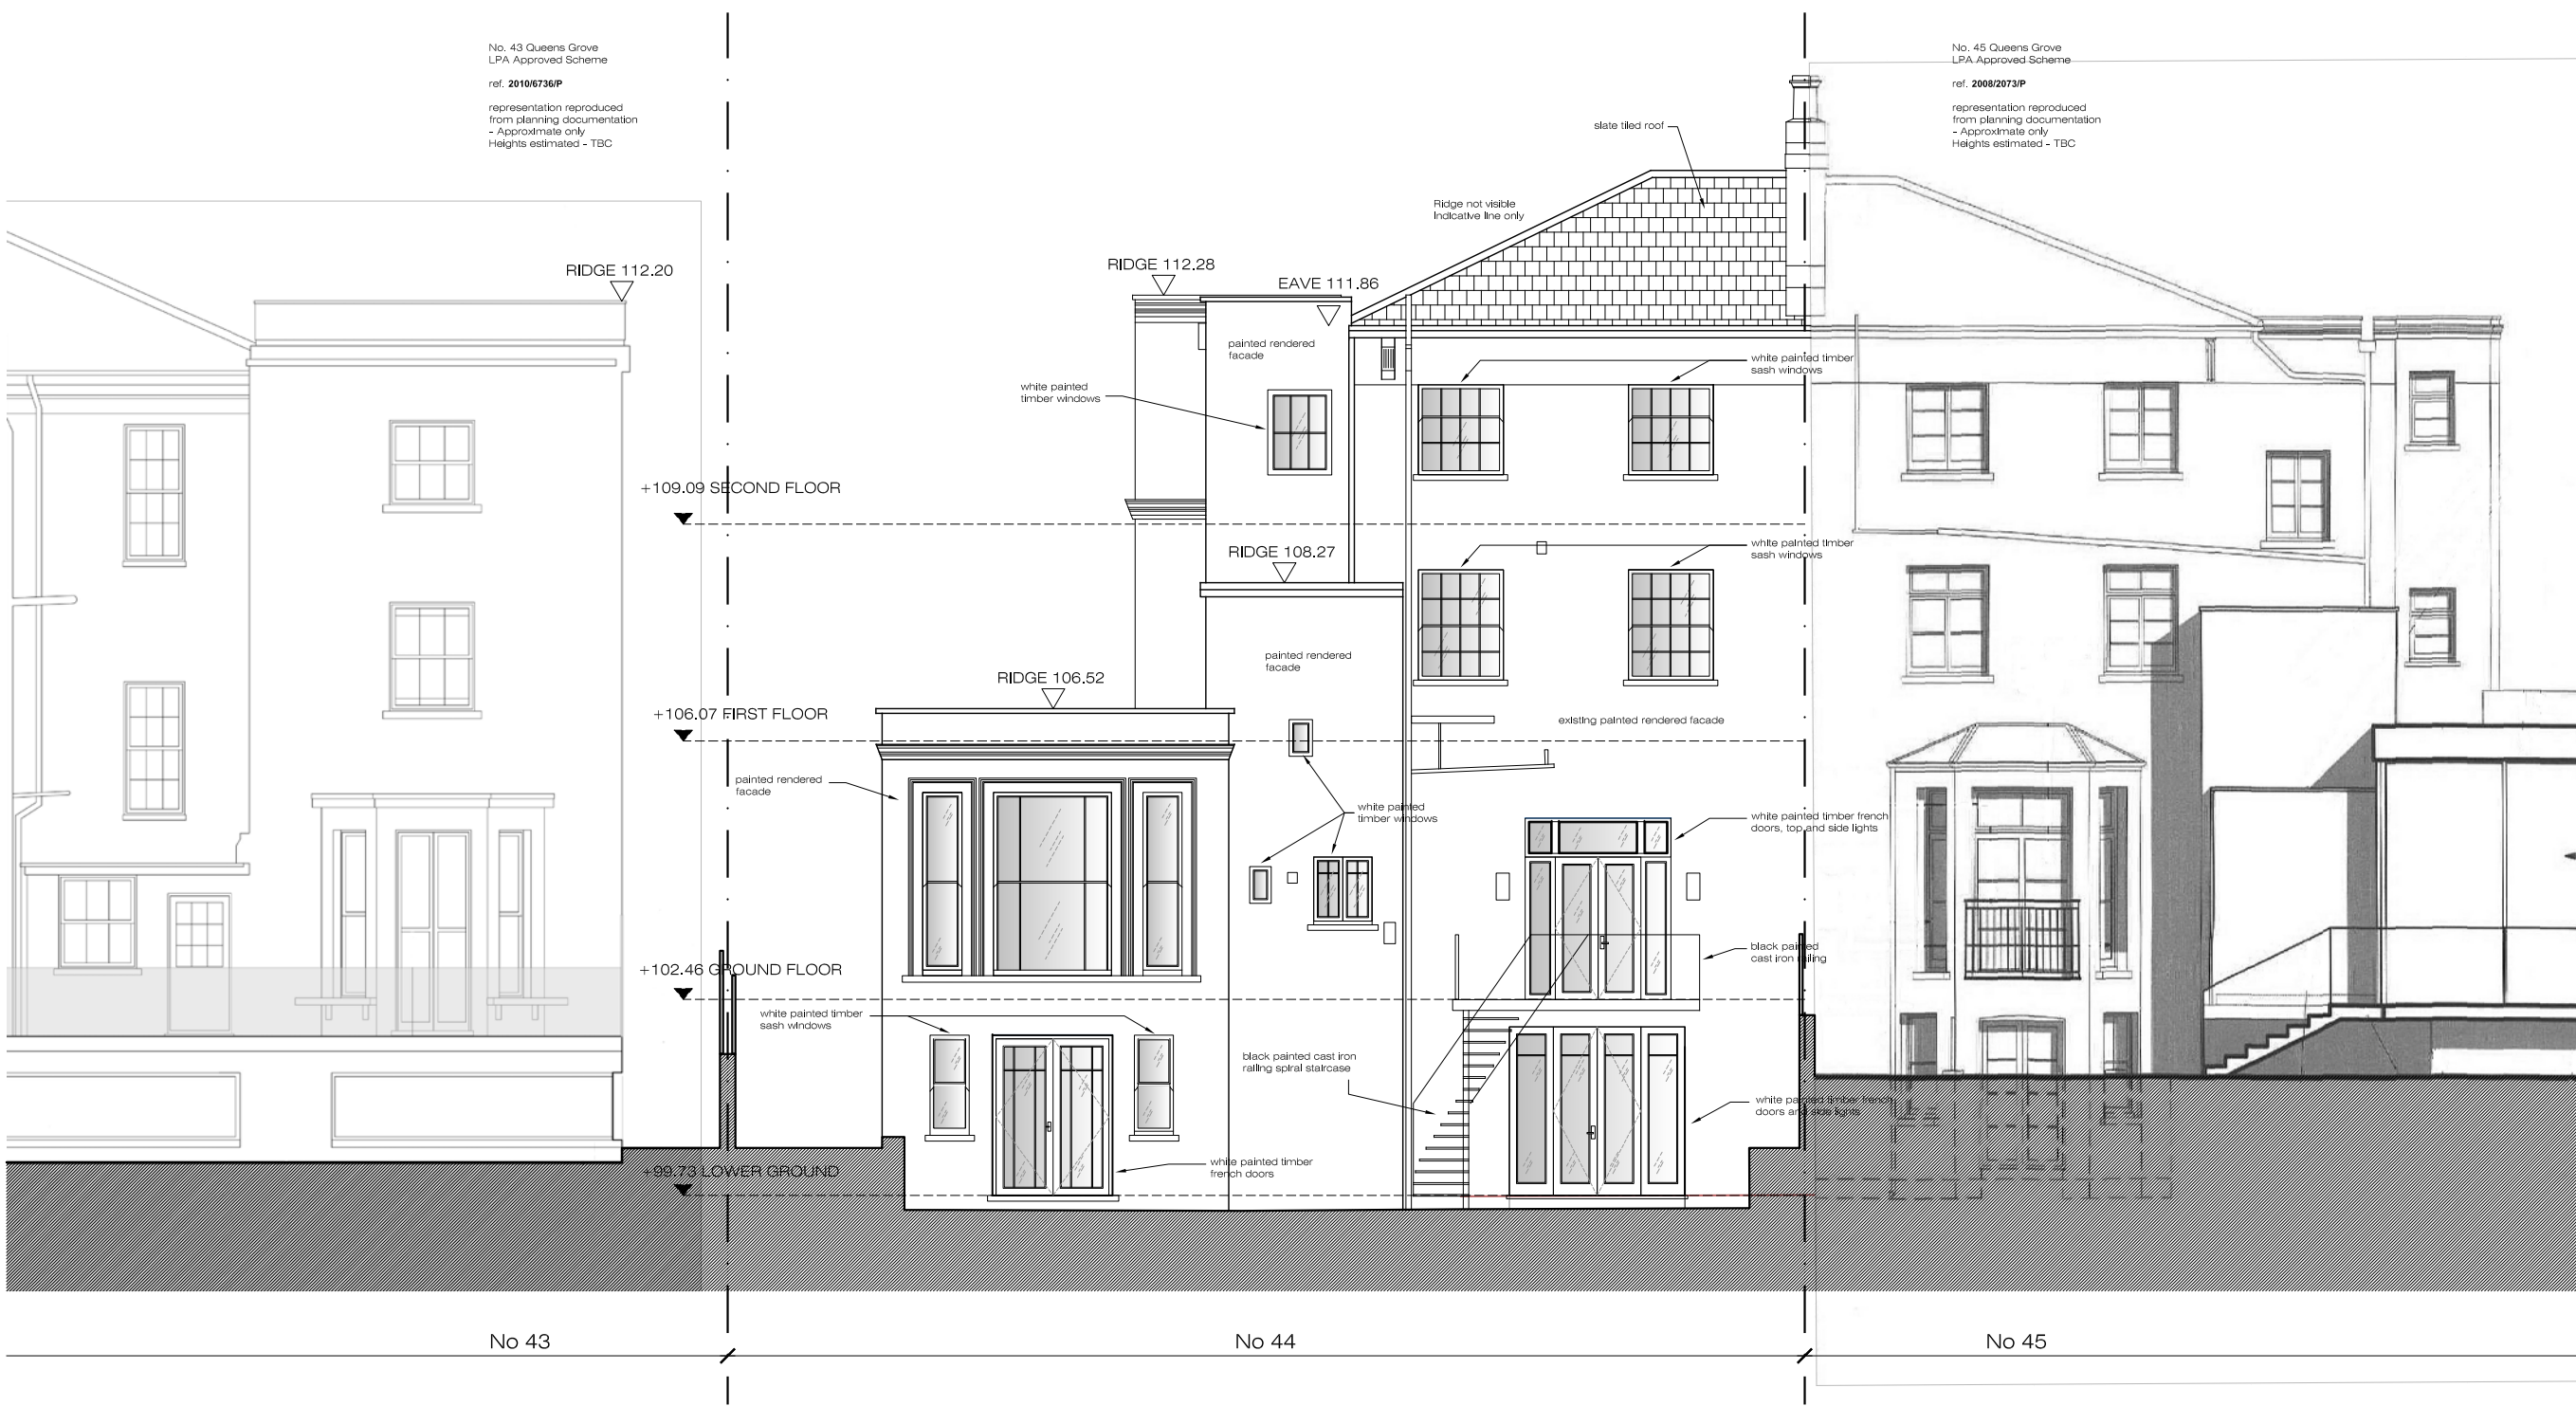 No. 43 Queens Grove
LPA Approved Scheme
ref. 2010/6736/P
representation reproduced
from planning documentation
- Approximate only
Heights estimated - TBC
No. 45 Queens Grove
LPA Approved Scheme
ref. 2008/2073/P
representation reproduced
from planning documentation
- Approximate only
Heights estimated - TBC
slate tiled roof
Ridge not visible
Indicative line only
RIDGE 112.20
RIDGE 112.28
EAVE 111.86
painted rendered
facade
white painted timber
sash windows
white painted
timber windows
+109.09 SECOND FLOOR
RIDGE 108.27
white painted timber
sash windows
painted rendered
facade
RIDGE 106.52
+106.07 FIRST FLOOR
existing painted rendered facade
painted rendered
facade
white painted
timber windows
white painted timber french
doors, top and side lights
black painted
cast iron railing
+102.46 GROUND FLOOR
white painted timber
sash windows
black painted cast iron
railing spiral staircase
white painted timber french
doors and side lights
white painted timber
french doors
+99.73 LOWER GROUND
No 43
No 44
No 45